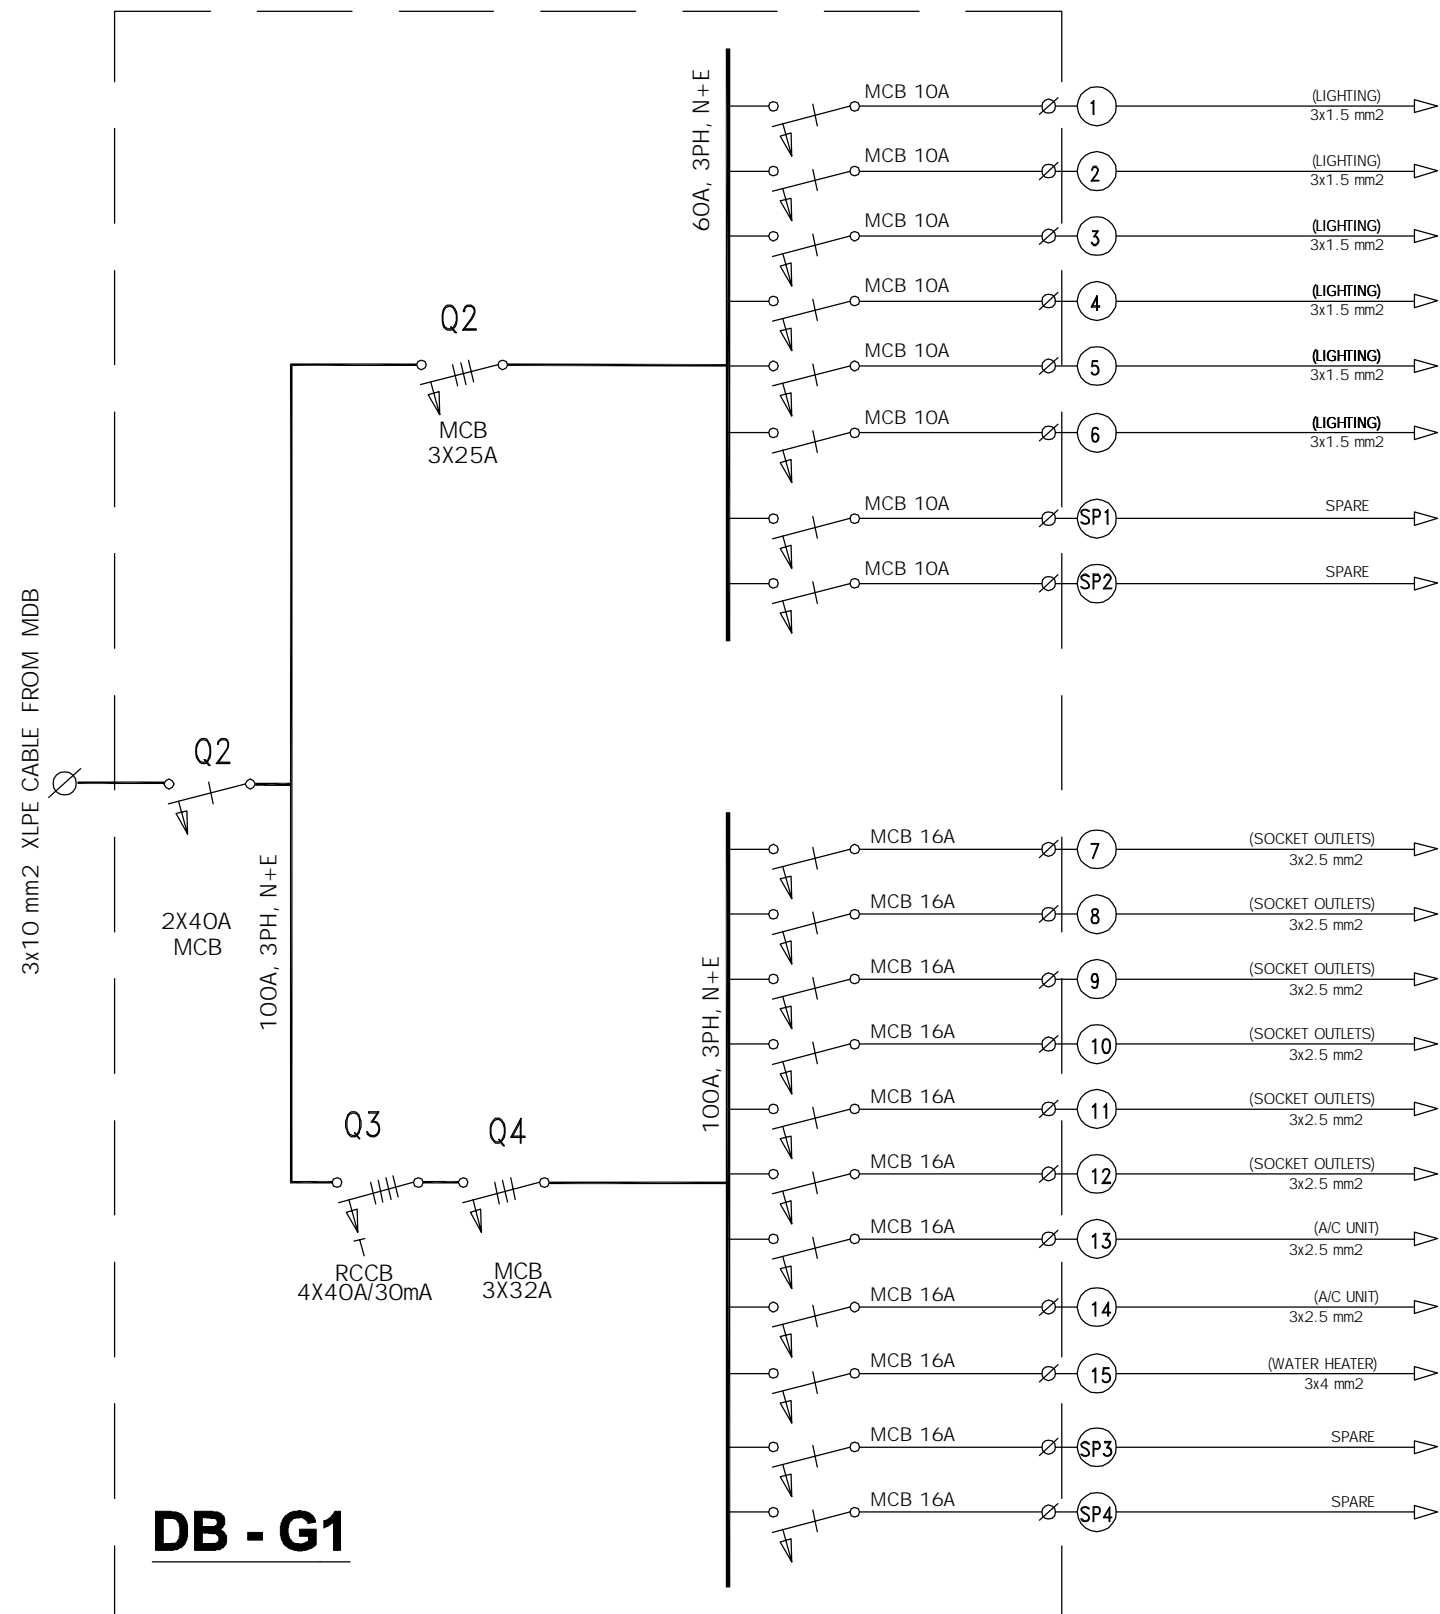 60A, 3PH, N+E
MCB 10A
1
(LIGHTING)
3x1.5 mm2
MCB 10A
2
(LIGHTING)
3x1.5 mm2
MCB 10A
3
(LIGHTING)
3x1.5 mm2
MCB 10A
4
(LIGHTING)
3x1.5 mm2
MCB 10A
5
(LIGHTING)
3x1.5 mm2
MCB 10A
6
(LIGHTING)
3x1.5 mm2
MCB 10A
SP1
SPARE
MCB 10A
SP2
SPARE
Q2
MCB
3X25A
3x10 mm2 XLPE CABLE FROM MDB
Q2
2X40A
MCB
100A, 3PH, N+E
Q3
RCCB
4X40A/30mA
Q4
MCB
3X32A
100A, 3PH, N+E
MCB 16A
7
(SOCKET OUTLETS)
3x2.5 mm2
MCB 16A
8
(SOCKET OUTLETS)
3x2.5 mm2
MCB 16A
9
(SOCKET OUTLETS)
3x2.5 mm2
MCB 16A
10
(SOCKET OUTLETS)
3x2.5 mm2
MCB 16A
11
(SOCKET OUTLETS)
3x2.5 mm2
MCB 16A
12
(SOCKET OUTLETS)
3x2.5 mm2
MCB 16A
13
(A/C UNIT)
3x2.5 mm2
MCB 16A
14
(A/C UNIT)
3x2.5 mm2
MCB 16A
15
(WATER HEATER)
3x4 mm2
MCB 16A
SP3
SPARE
MCB 16A
SP4
SPARE
DB - G1